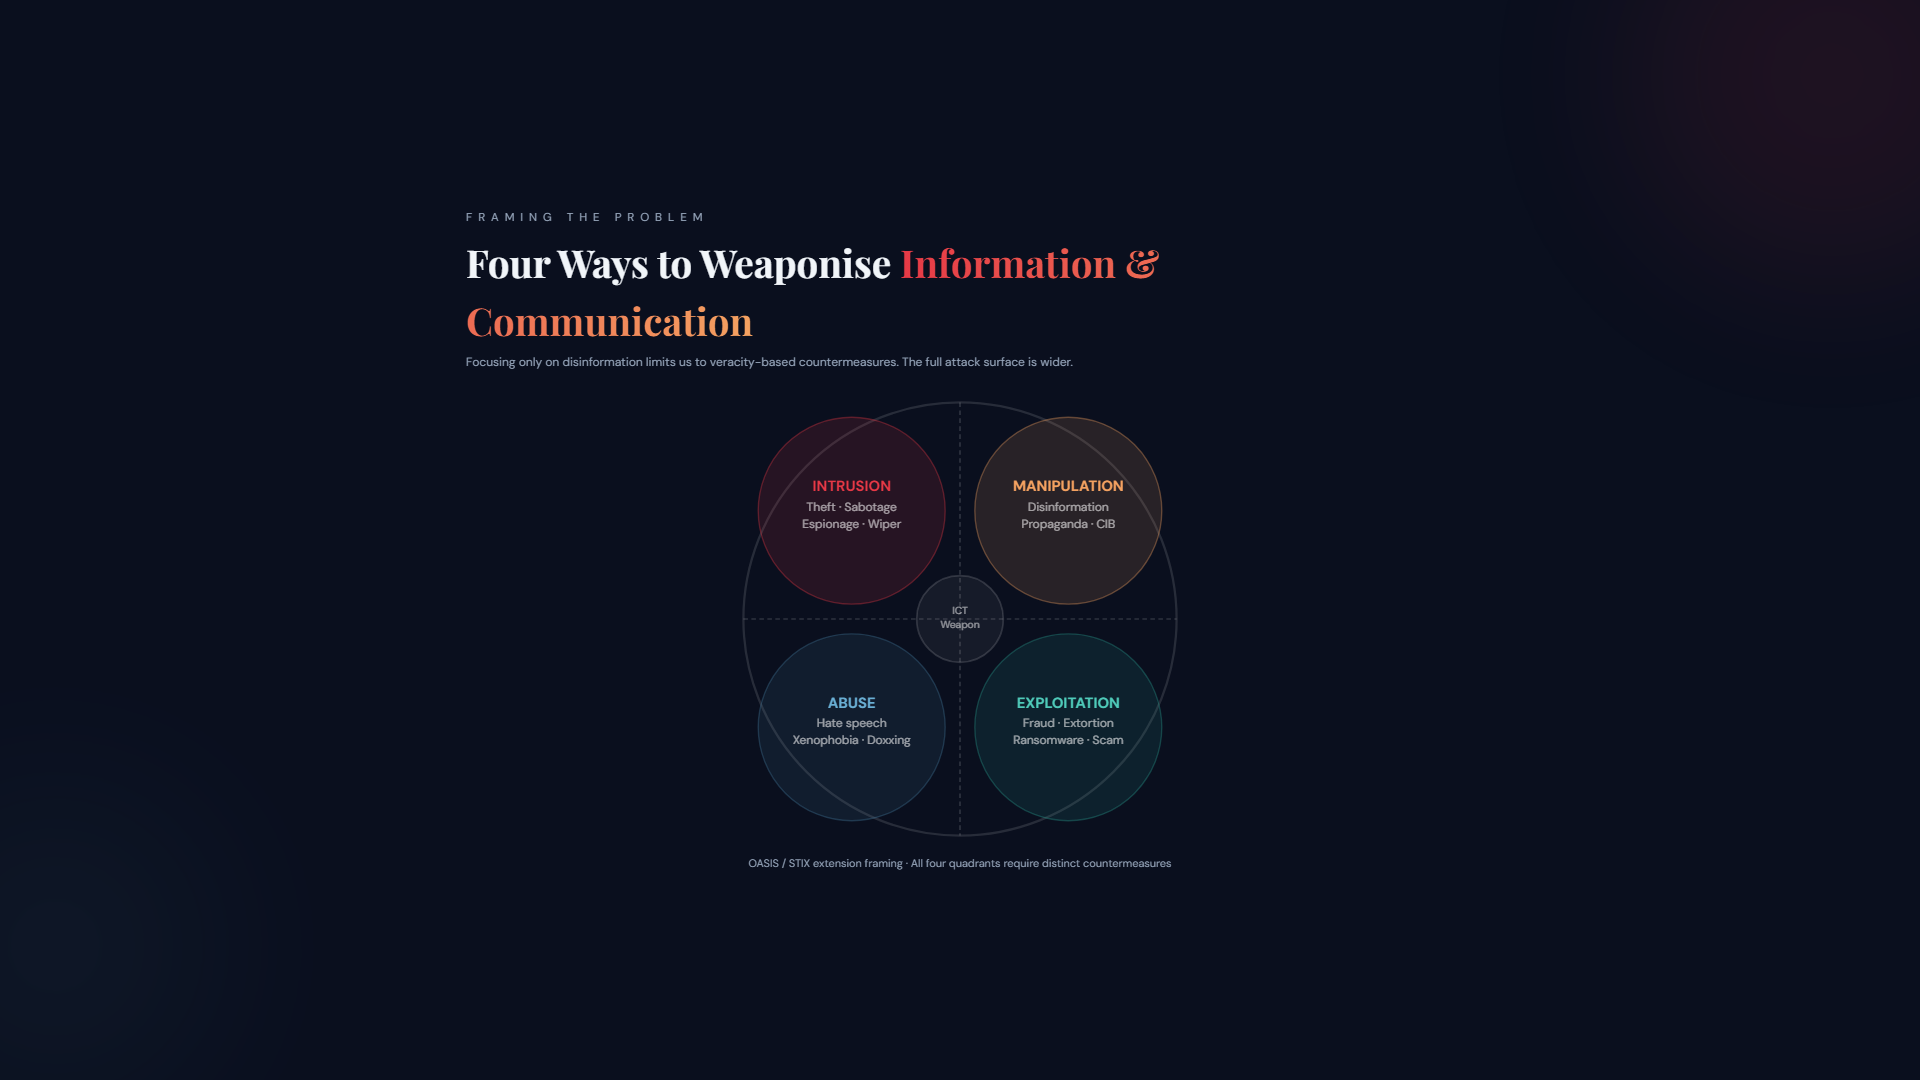 FRAMING THE PROBLEM
Four Ways to Weaponise Information &
Communication
Focusing only on disinformation limits us to veracity-based countermeasures. The full attack surface is wider.
INTRUSION
Theft · Sabotage
Espionage · Wiper
MANIPULATION
Disinformation
Propaganda · CIB
ICT
Weapon
ABUSE
Hate speech
Xenophobia · Doxxing
EXPLOITATION
Fraud · Extortion
Ransomware · Scam
OASIS / STIX extension framing · All four quadrants require distinct countermeasures